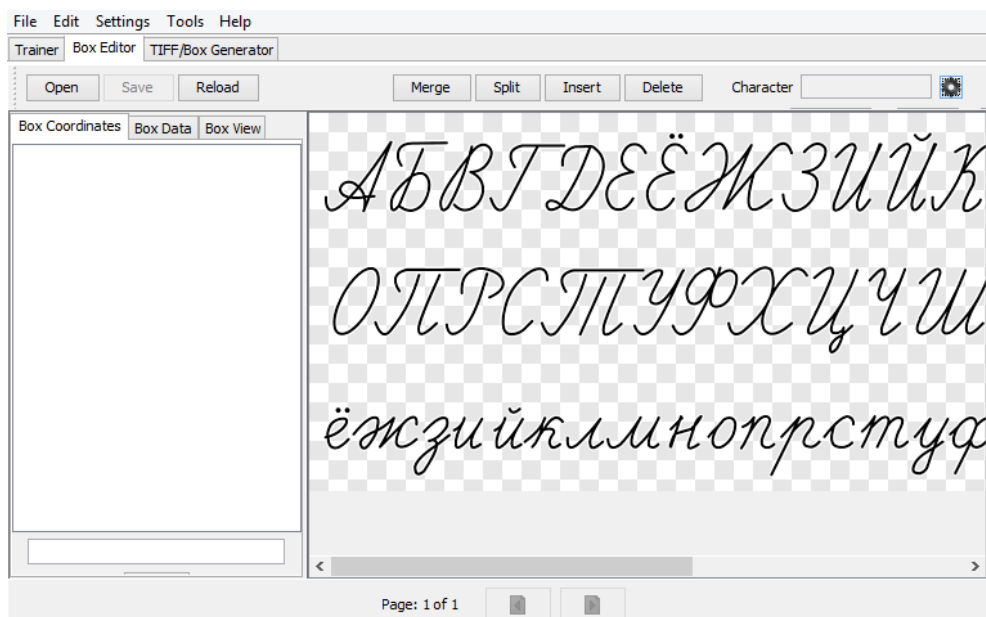 File Edit Settings Tools Help
Trainer Box Editor TIFF/Box Generator
Open Save Reload Merge Split Insert Delete Character
Box Coordinates Box Data Box View
АБВГДЕЁЖЗИЙК
ОПРСТУФХЦЧШ
ёжзийклмнопрстуф
Page: 1 of 1